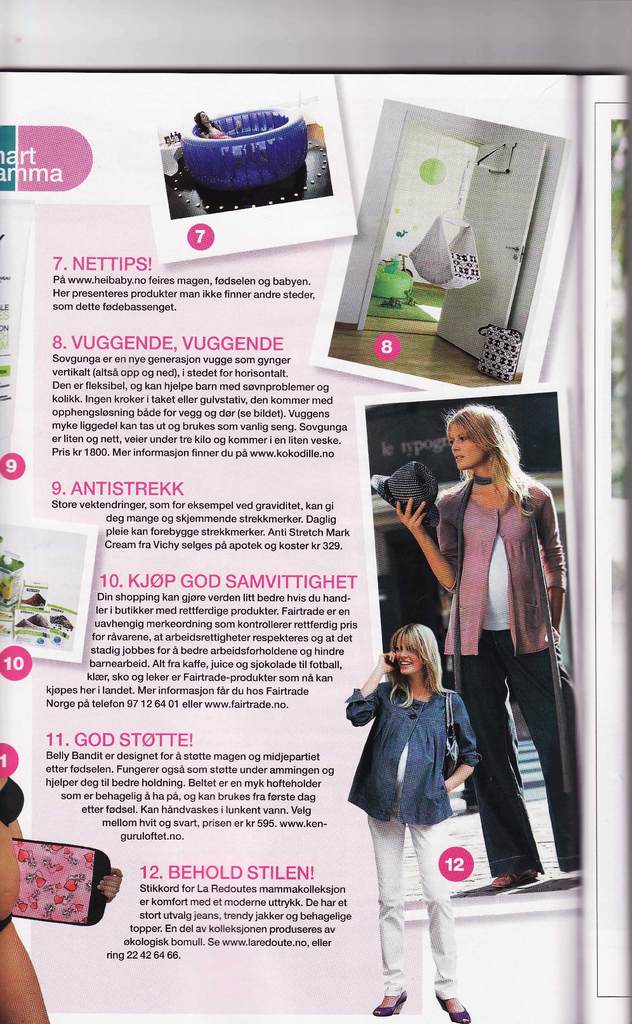 art
amma
7
7. NETTIPS!
På www.heibaby.no feires magen, fødselen og babyen.
Her presenteres produkter man ikke finner andre steder,
som dette fødebassenget.
8
8. VUGGENDE, VUGGENDE
Sovgunga er en nye generasjon vugge som gynger
vertikalt (altså opp og ned), i stedet for horisontalt.
Den er fleksibel, og kan hjelpe barn med søvnproblemer og
kolikk. Ingen kroker i taket eller gulvstativ, den kommer med
opphengsløsning både for vegg og dør (se bildet). Vuggens
myke liggedel kan tas ut og brukes som vanlig seng. Sovgunga
er liten og nett, veier under tre kilo og kommer i en liten veske.
Pris kr 1800. Mer informasjon finner du på www.kokodille.no
le typogr
9
9. ANTISTREKK
Store vektendringer, som for eksempel ved graviditet, kan gi
deg mange og skjemmende strekkmerker. Daglig
pleie kan forebygge strekkmerker. Anti Stretch Mark
Cream fra Vichy selges på apotek og koster kr 329.
10
10. KJØP GOD SAMVITTIGHET
Din shopping kan gjøre verden litt bedre hvis du hand-
ler i butikker med rettferdige produkter. Fairtrade er en
uavhengig merkeordning som kontrollerer rettferdig pris
for råvarene, at arbeidsrettigheter respekteres og at det
stadig jobbes for å bedre arbeidsforholdene og hindre
barnearbeid. Alt fra kaffe, juice og sjokolade til fotball,
klær, sko og leker er Fairtrade-produkter som nå kan
kjøpes her i landet. Mer informasjon får du hos Fairtrade
Norge på telefon 97 12 64 01 eller www.fairtrade.no.
1
11. GOD STØTTE!
Belly Bandit er designet for å støtte magen og midjepartiet
etter fødselen. Fungerer også som støtte under ammingen og
hjelper deg til bedre holdning. Beltet er en myk hofteholder
som er behagelig å ha på, og kan brukes fra første dag
etter fødsel. Kan håndvaskes i lunkent vann. Velg
mellom hvit og svart, prisen er kr 595. www.ken-
guruloftet.no.
12
12. BEHOLD STILEN!
Stikkord for La Redoutes mammakolleksjon
er komfort med et moderne uttrykk. De har et
stort utvalg jeans, trendy jakker og behagelige
topper. En del av kolleksjonen produseres av
økologisk bomull. Se www.laredoute.no, eller
ring 22 42 64 66.